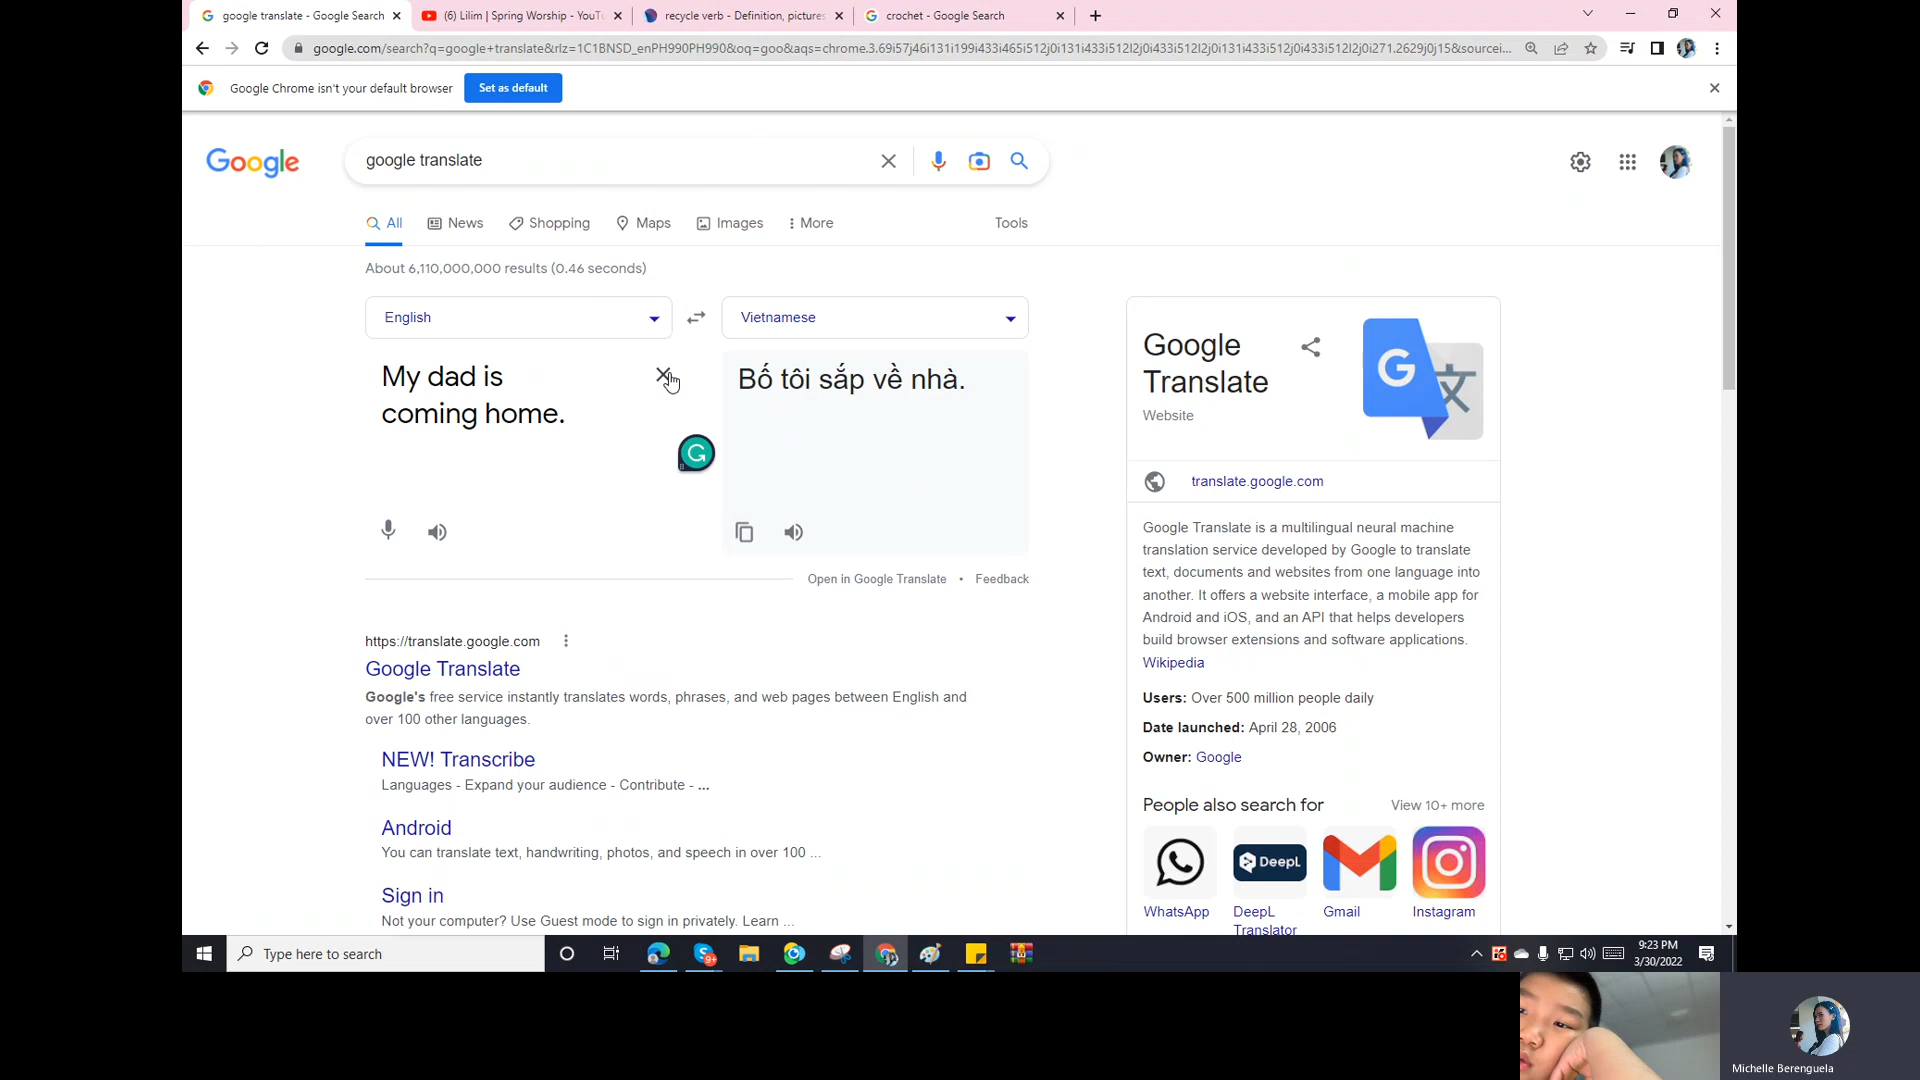 google translate - Google Search
(6) Lilim | Spring Worship - YouTu
recycle verb - Definition, pictures
crochet - Google Search
google.com/search?q=google+translate&rlz=1C1BNSD_enPH990PH990&oq=goo&aqs=chrome.3.69i57j46i131i199i433i465i512j0i131i433i512l2j0i433i512l2j0i131i433i512j0i433i512l2j0i271.2629j0j15&sourcei...
Google Chrome isn't your default browser
Set as default
Google
google translate
All
News
Shopping
Maps
Images
More
Tools
About 6,110,000,000 results (0.46 seconds)
English
Vietnamese
My dad is
coming home.
Bố tôi sắp về nhà.
Open in Google Translate • Feedback
https://translate.google.com
Google Translate
Google's free service instantly translates words, phrases, and web pages between English and
over 100 other languages.
NEW! Transcribe
Languages - Expand your audience - Contribute - ...
Android
You can translate text, handwriting, photos, and speech in over 100 ...
Sign in
Not your computer? Use Guest mode to sign in privately. Learn ...
Google
Translate
Website
translate.google.com
Google Translate is a multilingual neural machine
translation service developed by Google to translate
text, documents and websites from one language into
another. It offers a website interface, a mobile app for
Android and iOS, and an API that helps developers
build browser extensions and software applications.
Wikipedia
Users: Over 500 million people daily
Date launched: April 28, 2006
Owner: Google
People also search for
View 10+ more
DeepL
WhatsApp
DeepL
Translator
Gmail
Instagram
Type here to search
9:23 PM
3/30/2022
Michelle Berenguela